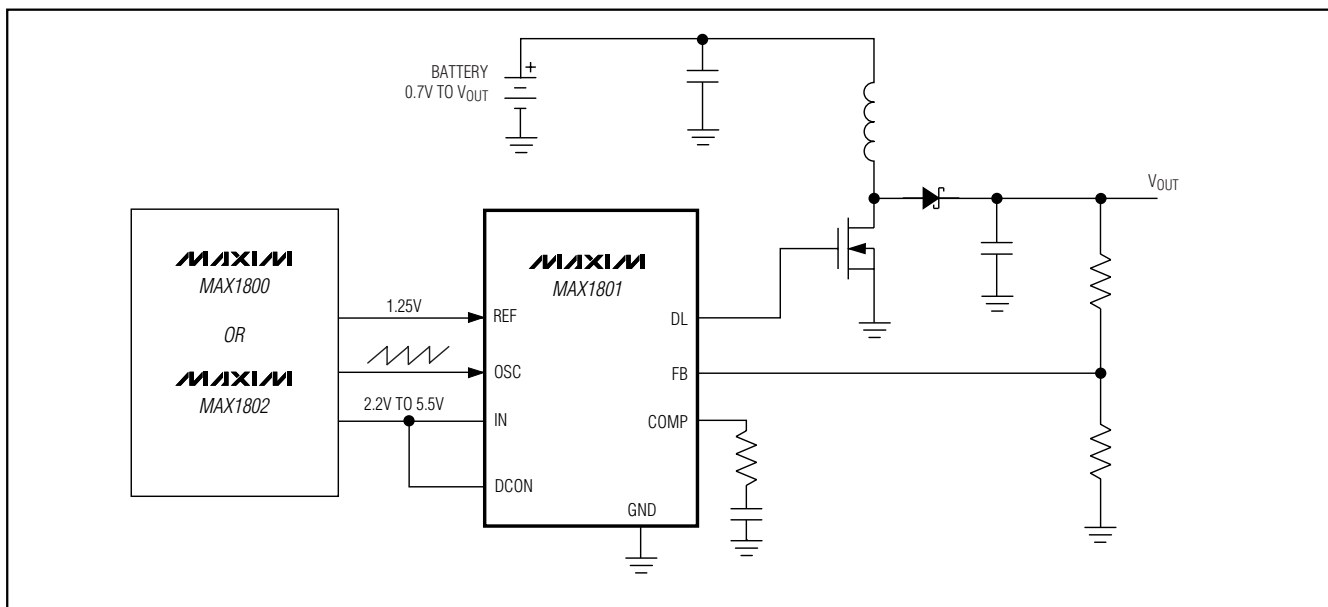 BATTERY
0.7V TO VOUT
+
VOUT
MAXIM
MAX1800
OR
MAXIM
MAX1802
1.25V
2.2V TO 5.5V
MAXIM
MAX1801
REF
OSC
IN
DCON
GND
DL
FB
COMP